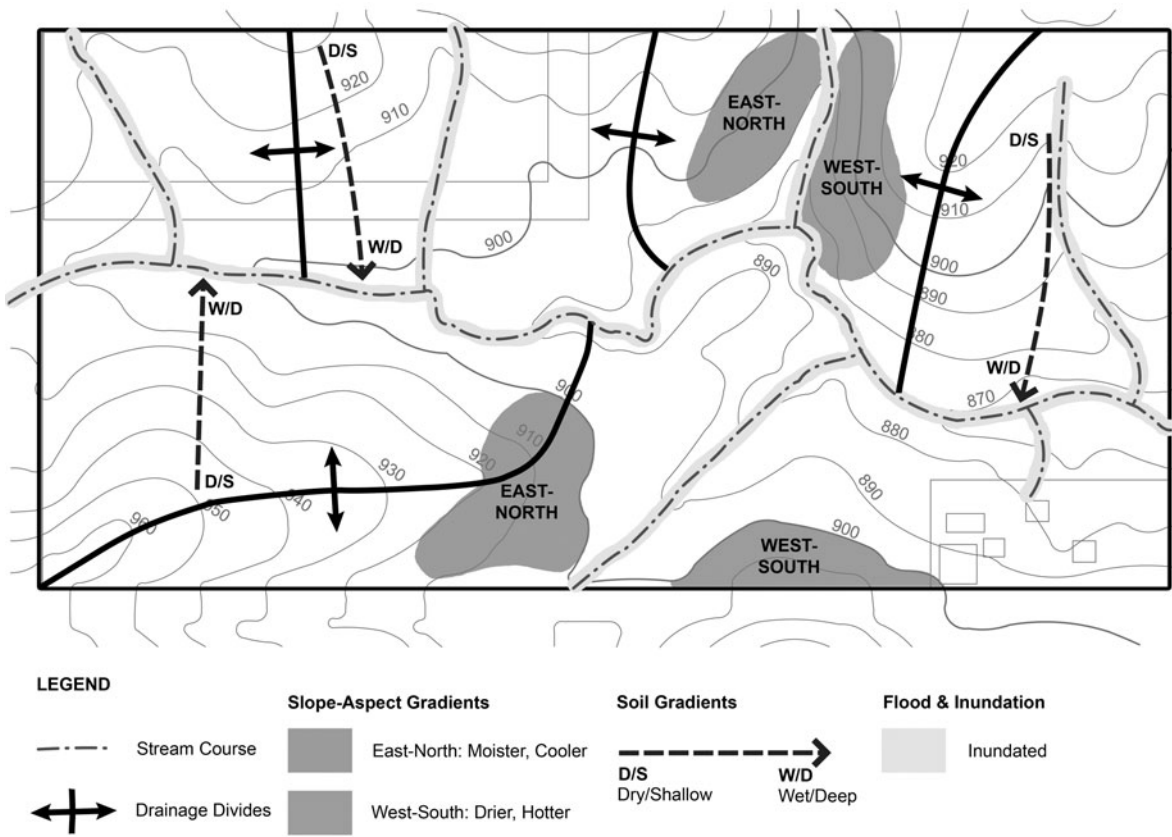 D/S
920
910
EAST-
NORTH
WEST-
SOUTH
920
D/S
910
900
W/D
900
890
890
W/D
880
W/D
900
870
910
880
920
890
D/S
930
EAST-
NORTH
940
950
960
900
WEST-
SOUTH
LEGEND
Slope-Aspect Gradients
Soil Gradients
Flood & Inundation
Stream Course
East-North: Moister, Cooler
D/S
Dry/Shallow
W/D
Wet/Deep
Inundated
Drainage Divides
West-South: Drier, Hotter